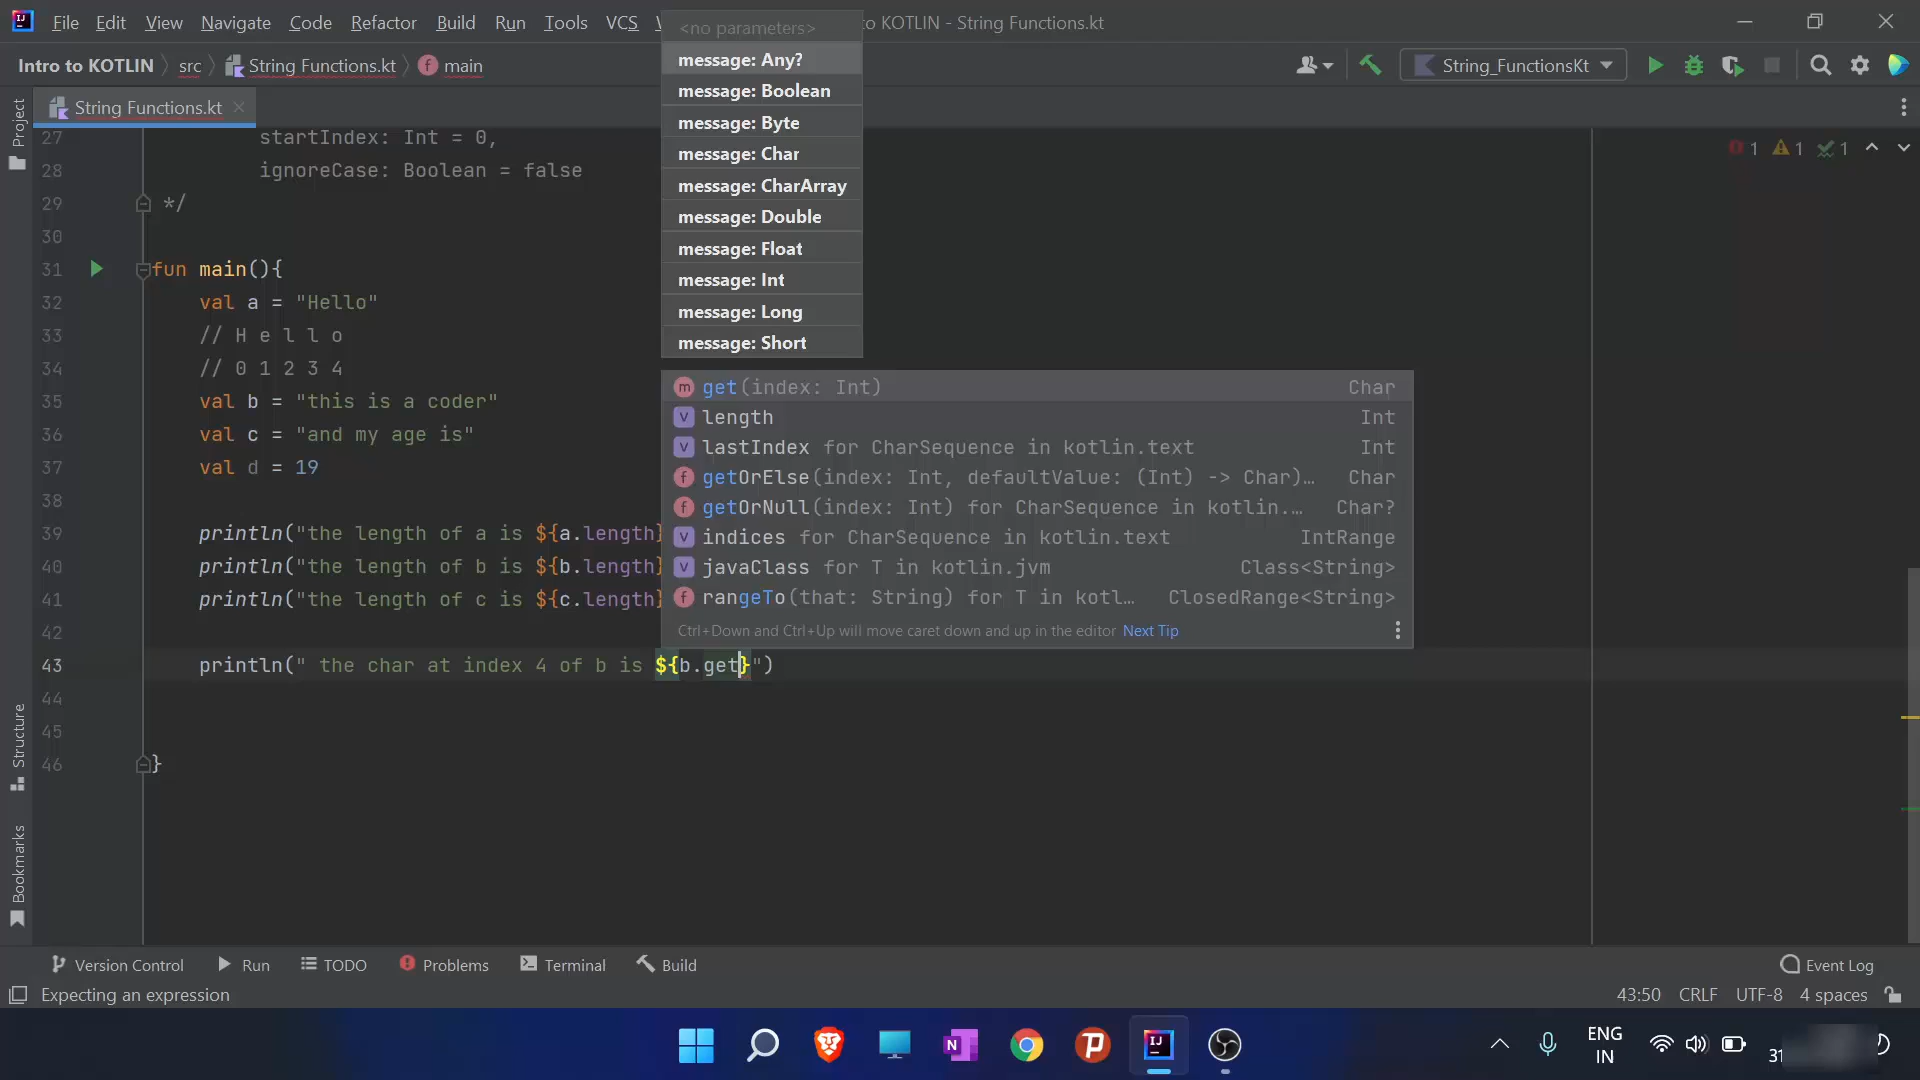 File Edit View Navigate Code Refactor Build Run Tools VCS to KOTLIN - String Functions.kt
Intro to KOTLIN src String Functions.kt main String_FunctionsKt
String Functions.kt
Project
Structure
Bookmarks
1 1 1
<no parameters>
message: Any?
message: Boolean
message: Byte
message: Char
message: CharArray
message: Double
message: Float
message: Int
message: Long
message: Short
27 startIndex: Int = 0,
28 ignoreCase: Boolean = false
29 */
30
31 fun main(){
32 val a = "Hello"
33 // H e l l o
34 // 0 1 2 3 4
35 val b = "this is a coder"
36 val c = "and my age is"
37 val d = 19
38
39 println("the length of a is ${a.length}
40 println("the length of b is ${b.length}
41 println("the length of c is ${c.length}
42
43 println(" the char at index 4 of b is ${b.get}")
44
45
46 }
get(index: Int) Char
length Int
lastIndex for CharSequence in kotlin.text Int
getOrElse(index: Int, defaultValue: (Int) -> Char)... Char
getOrNull(index: Int) for CharSequence in kotlin.... Char?
indices for CharSequence in kotlin.text IntRange
javaClass for T in kotlin.jvm Class<String>
rangeTo(that: String) for T in kotl... ClosedRange<String>
Ctrl+Down and Ctrl+Up will move caret down and up in the editor Next Tip
Version Control Run TODO Problems Terminal Build Event Log
Expecting an expression 43:50 CRLF UTF-8 4 spaces
ENG
IN
31